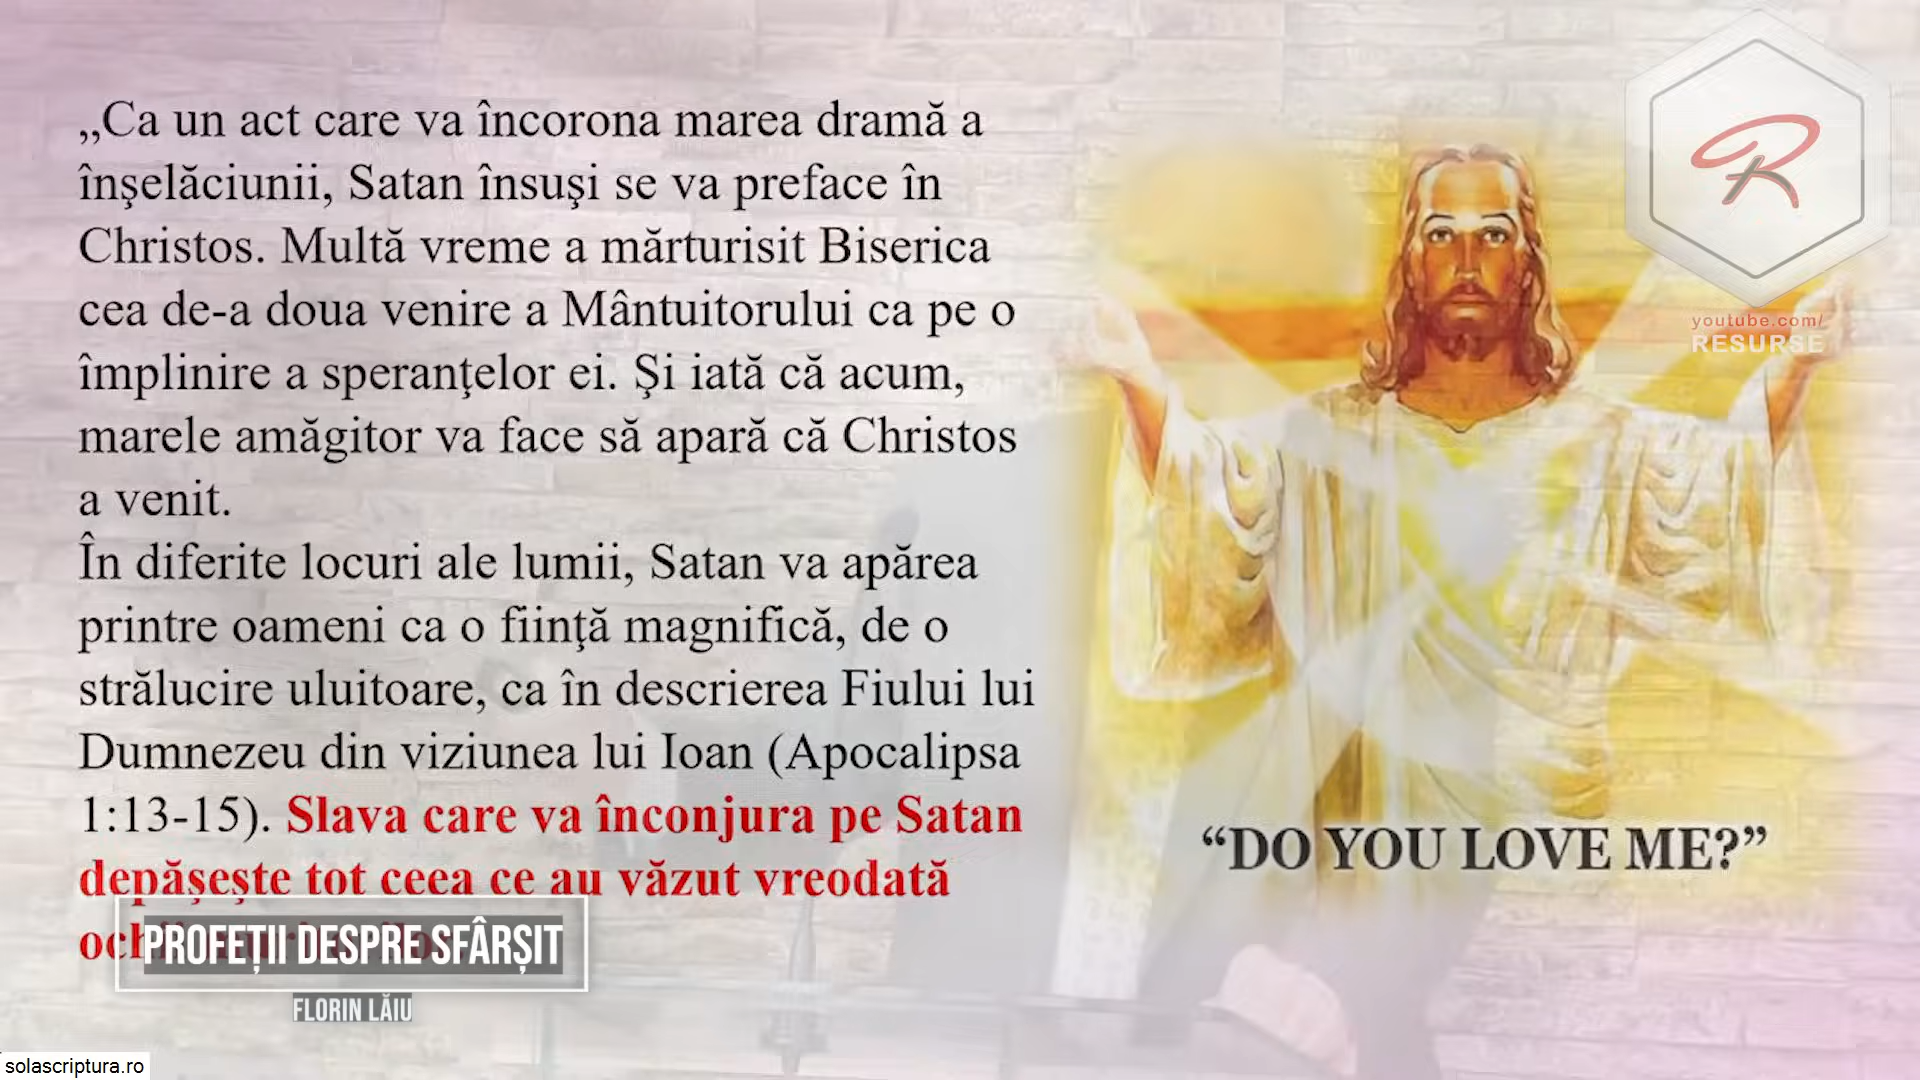 „Ca un act care va încorona marea dramă a
înşelăciunii, Satan însuşi se va preface în
Christos. Multă vreme a mărturisit Biserica
cea de-a doua venire a Mântuitorului ca pe o
împlinire a speranţelor ei. Şi iată că acum,
marele amăgitor va face să apară că Christos
a venit.
În diferite locuri ale lumii, Satan va apărea
printre oameni ca o fiinţă magnifică, de o
strălucire uluitoare, ca în descrierea Fiului lui
Dumnezeu din viziunea lui Ioan (Apocalipsa
1:13-15). Slava care va înconjura pe Satan
depăşeşte tot ceea ce au văzut vreodată
PROFEȚII DESPRE SFÂRȘIT
FLORIN LĂIU
solascriptura.ro
R
youtube.com/
RESURSE
“DO YOU LOVE ME?”